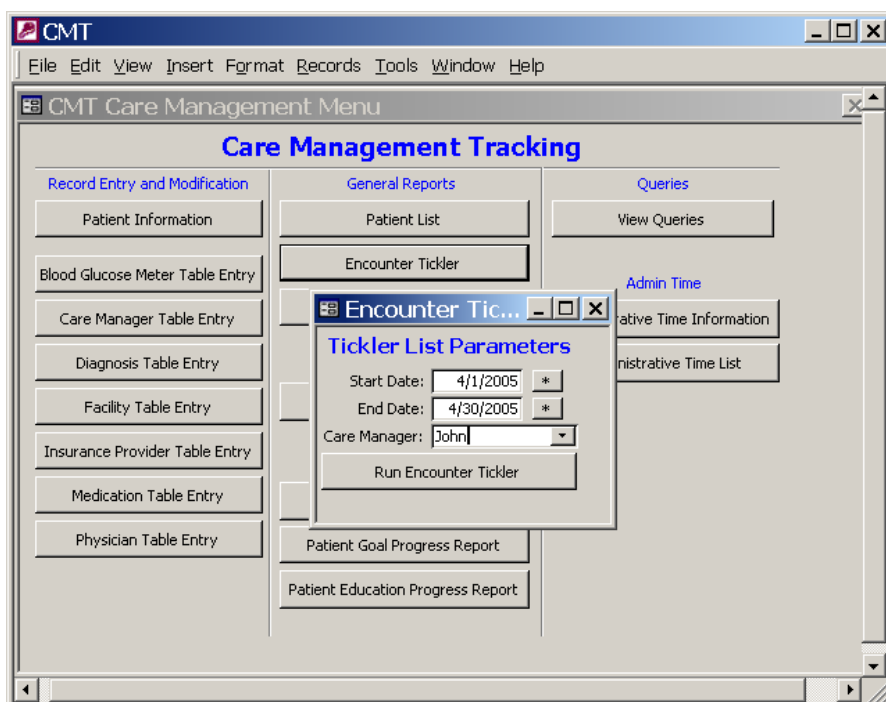 CMT
File Edit View Insert Format Records Tools Window Help
CMT Care Management Menu
Care Management Tracking
Record Entry and Modification
Patient Information
Blood Glucose Meter Table Entry
Care Manager Table Entry
Diagnosis Table Entry
Facility Table Entry
Insurance Provider Table Entry
Medication Table Entry
Physician Table Entry
General Reports
Patient List
Encounter Tickler
Patient Goal Progress Report
Patient Education Progress Report
Queries
View Queries
Admin Time
rative Time Information
nistrative Time List
Encounter Tic...
Tickler List Parameters
Start Date: 4/1/2005 *
End Date: 4/30/2005 *
Care Manager: John
Run Encounter Tickler